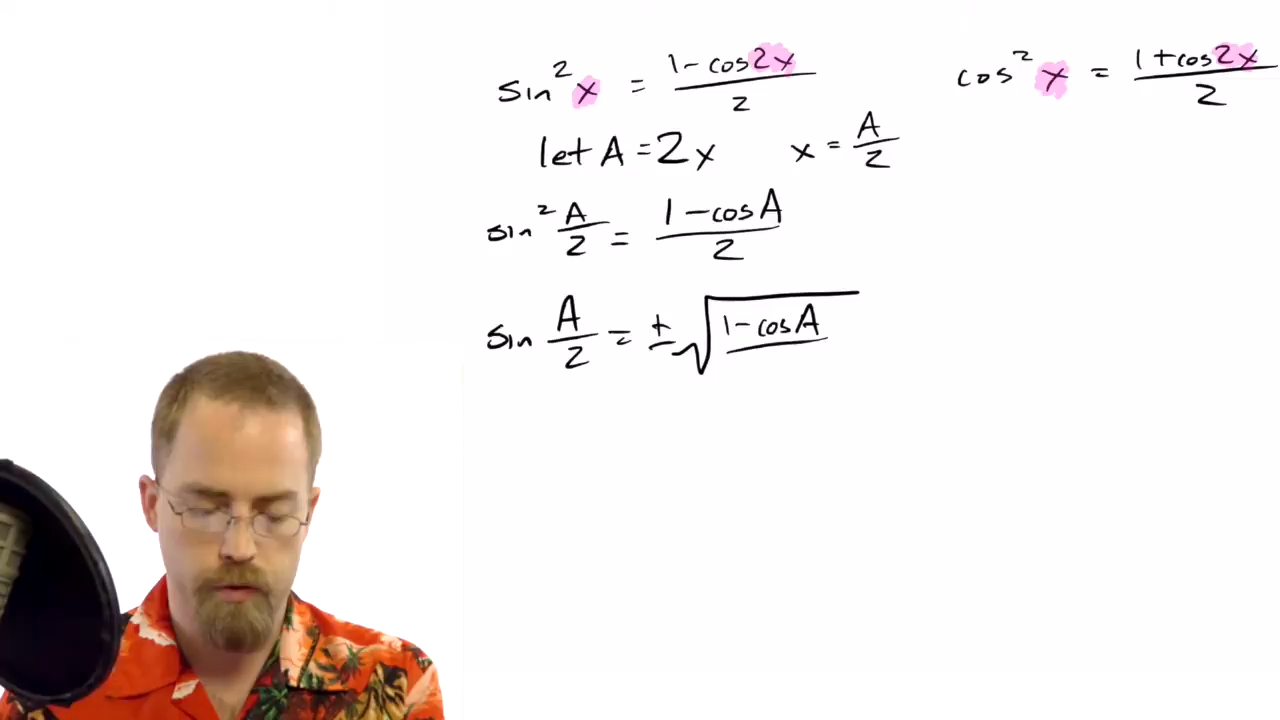 sin² x = (1 - cos 2x)/2    cos² x = (1 + cos 2x)/2
let A = 2x    x = A/2
sin² A/2 = (1 - cos A)/2
sin A/2 = ± √(1 - cos A)/